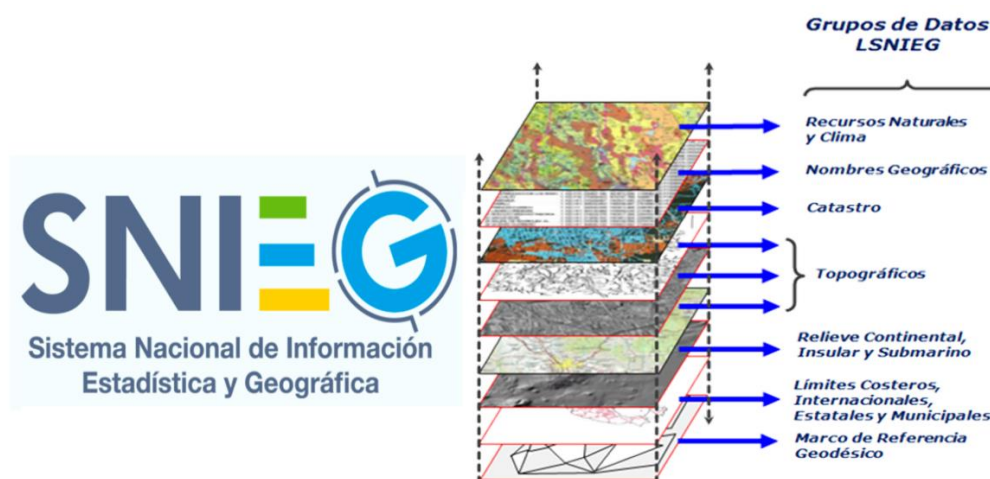 SNIEG
Sistema Nacional de Información
Estadística y Geográfica
Grupos de Datos
LSNIEG
Recursos Naturales
y Clima
Nombres Geográficos
Catastro
Topográficos
Relieve Continental,
Insular y Submarino
Límites Costeros,
Internacionales,
Estatales y Municipales
Marco de Referencia
Geodésico